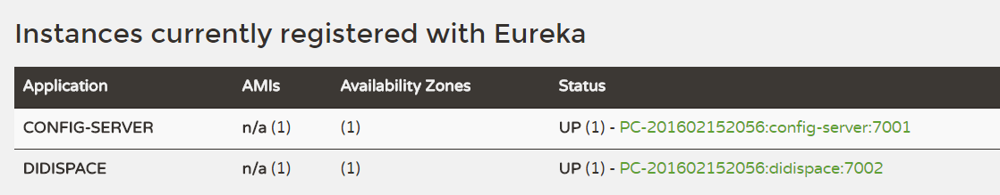 Instances currently registered with Eureka
Application AMIs Availability Zones Status
CONFIG-SERVER n/a (1) (1) UP (1) - PC-201602152056:config-server:7001
DIDISPACE n/a (1) (1) UP (1) - PC-201602152056:didispace:7002